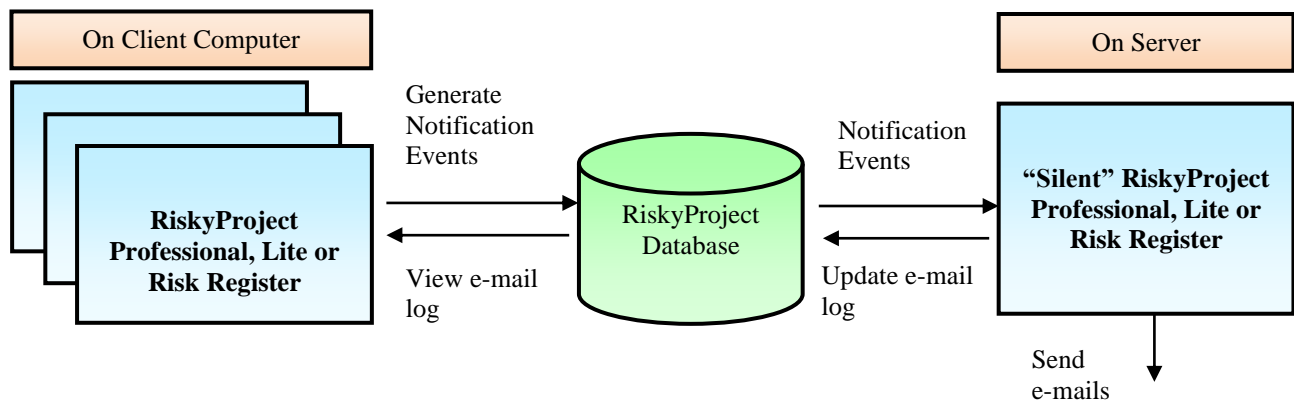 On Client Computer
On Server
Generate
Notification
Events
Notification
Events
RiskyProject
Professional, Lite or
Risk Register
RiskyProject
Database
“Silent” RiskyProject
Professional, Lite or
Risk Register
View e-mail
log
Update e-mail
log
Send
e-mails